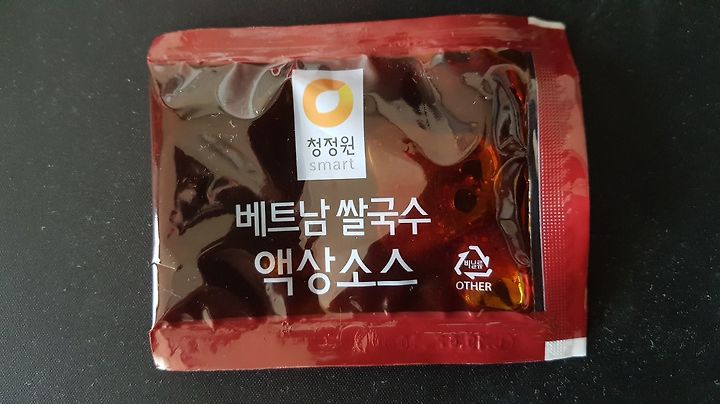 청정원
smart
베트남 쌀국수
액상소스
비닐류
OTHER